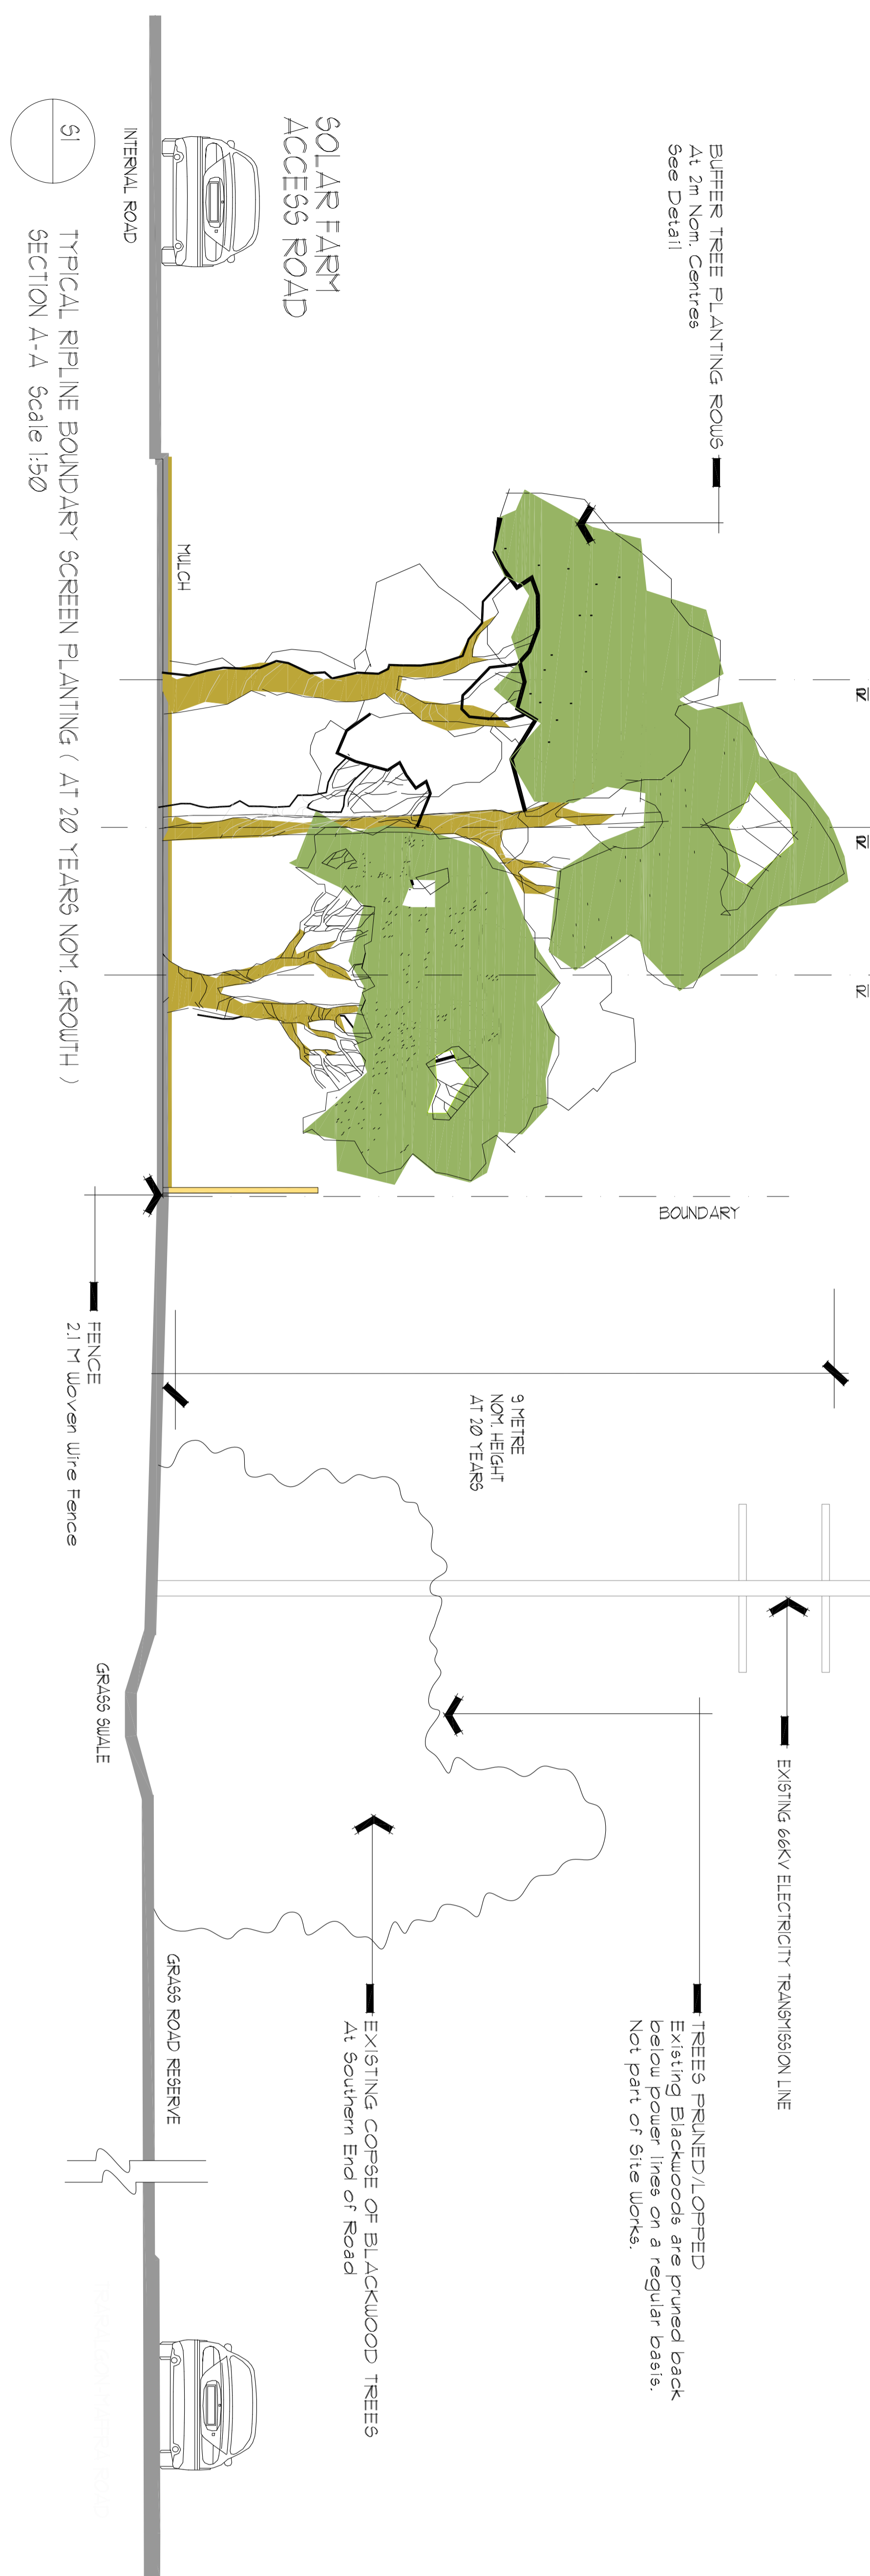 BUFFER TREE PLANTING ROWS
At 2m Nom. Centres
See Detail
SOLAR FARM
ACCESS ROAD
INTERNAL ROAD
MULCH
BOUNDARY
FENCE
2.1 M Woven Wire Fence
9 METRE
NOM. HEIGHT
AT 20 YEARS
EXISTING 66KV ELECTRICITY TRANSMISSION LINE
TREES PRUNED/LOPPED
Existing Blackwoods are pruned back
below power lines on a regular basis.
Not part of Site Works.
EXISTING COPSE OF BLACKWOOD TREES
At Southern End of Road
GRASS SWALE
GRASS ROAD RESERVE
S1
TYPICAL RIPLINE BOUNDARY SCREEN PLANTING ( AT 20 YEARS NOM. GROWTH )
SECTION A-A Scale 1:50